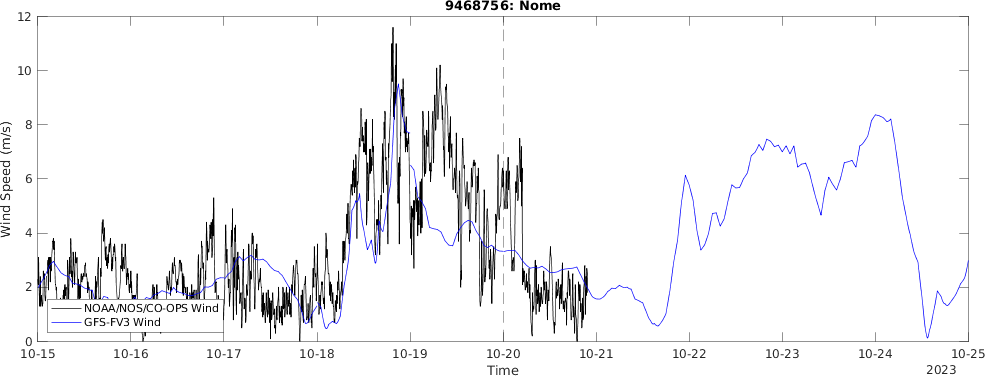 9468756: Nome
12
10
8
6
4
2
0
Wind Speed (m/s)
NOAA/NOS/CO-OPS Wind
GFS-FV3 Wind
10-15 10-16 10-17 10-18 10-19 10-20 10-21 10-22 10-23 10-24 10-25
Time
2023